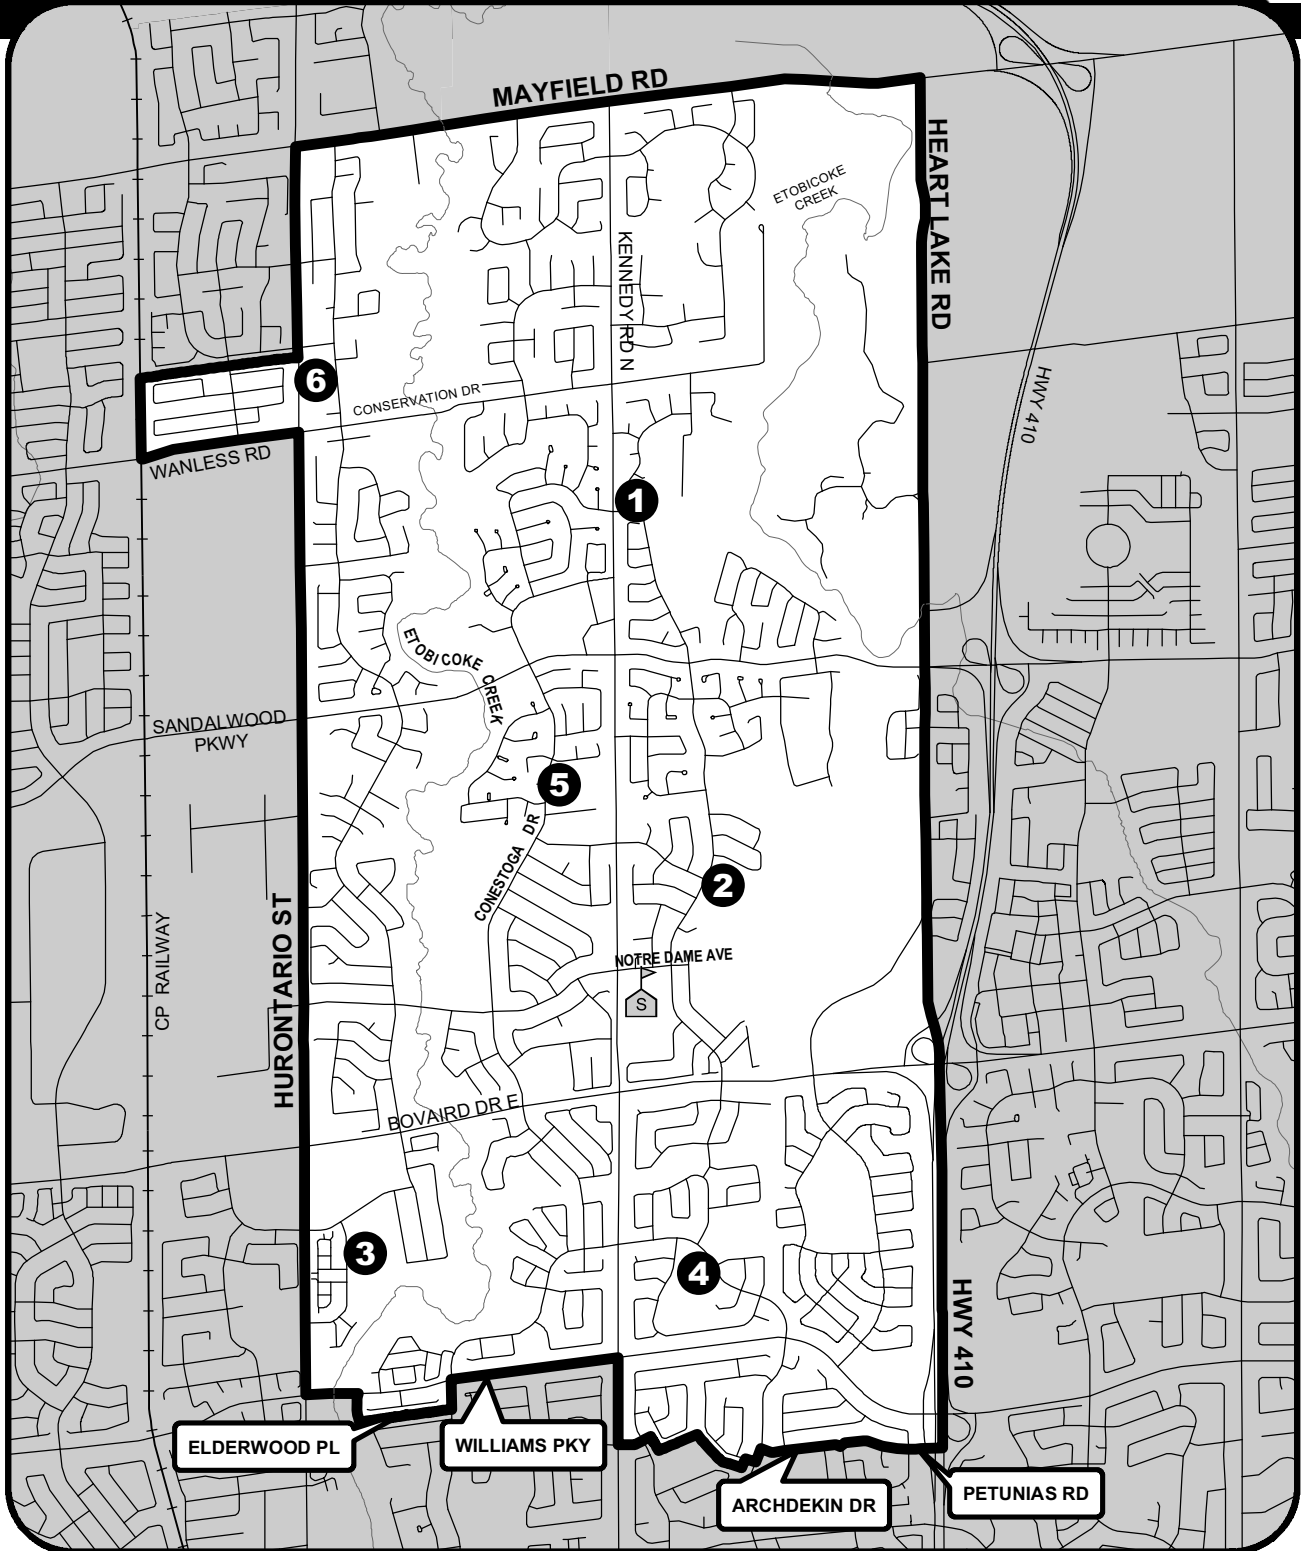 MAYFIELD RD
HEART LAKE RD
ETOBICOKE
CREEK
KENNEDY RD N
HWY 410
6
CONSERVATION DR
WANLESS RD
1
ETOBICOKE CREEK
SANDALWOOD
PKWY
5
CONESTOGA DR
2
HURONTARIO ST
CP RAILWAY
NOTRE DAME AVE
S
BOVAIRD DR E
3
4
HWY 410
ELDERWOOD PL
WILLIAMS PKY
ARCHDEKIN DR
PETUNIAS RD